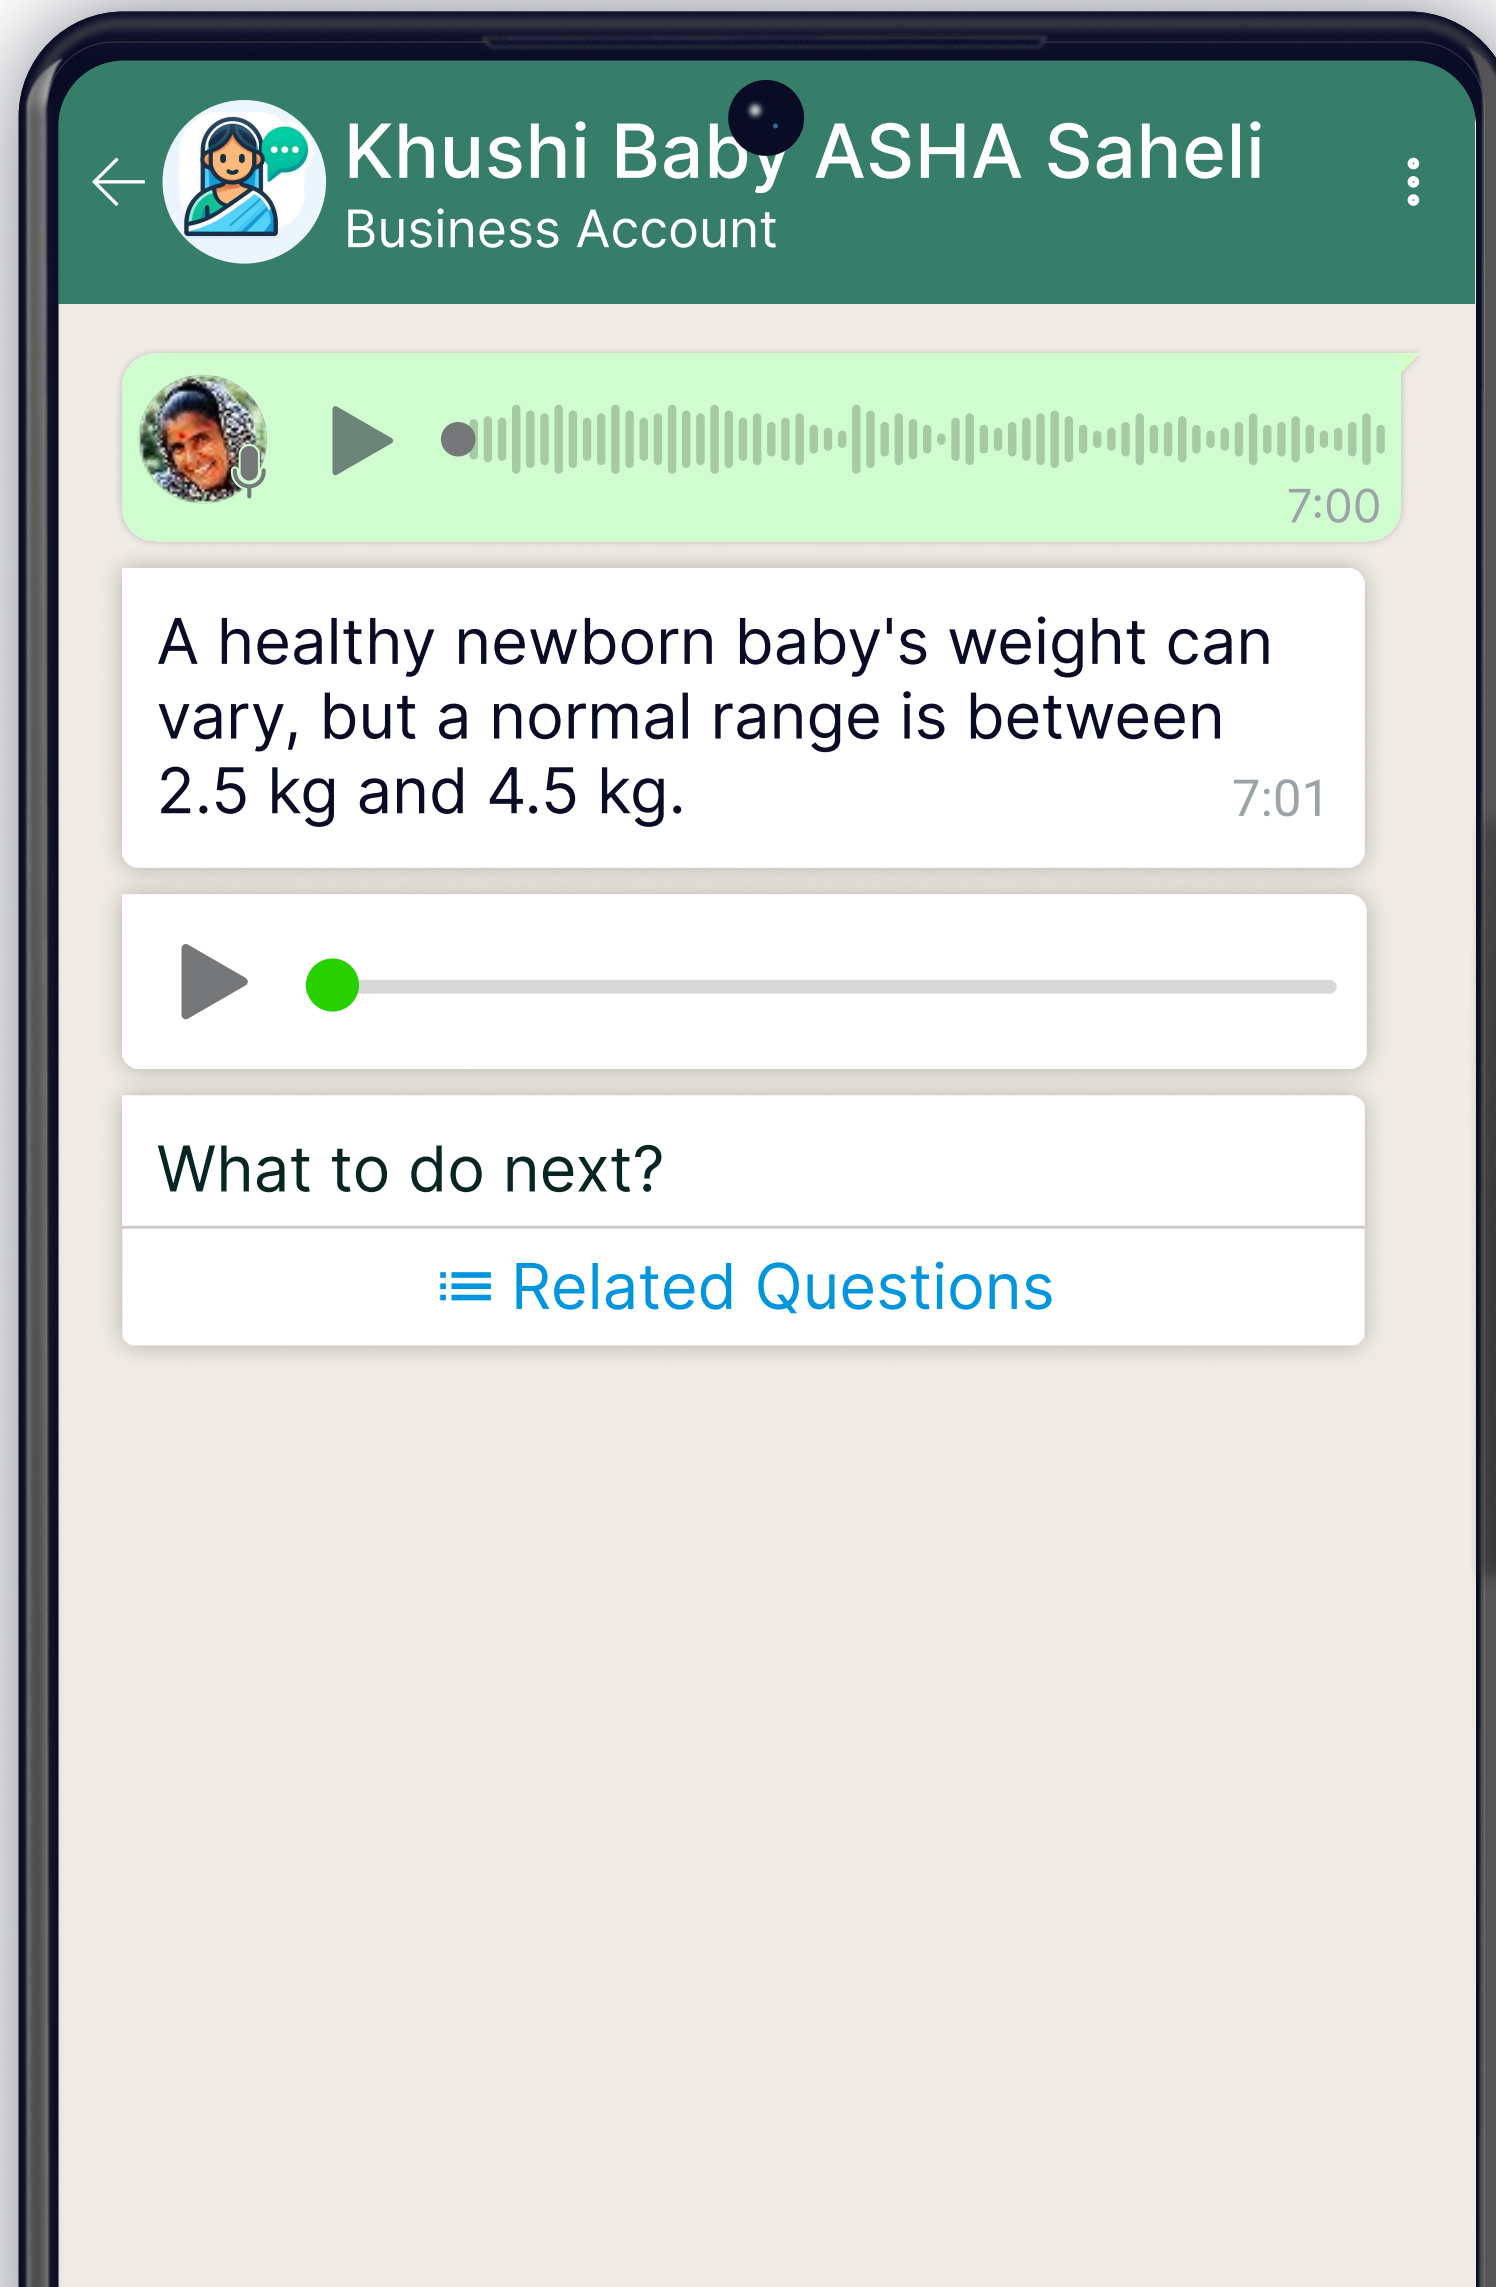 Khushi Baby ASHA Saheli
Business Account
7:00
A healthy newborn baby's weight can
vary, but a normal range is between
2.5 kg and 4.5 kg.
7:01
What to do next?
Related Questions